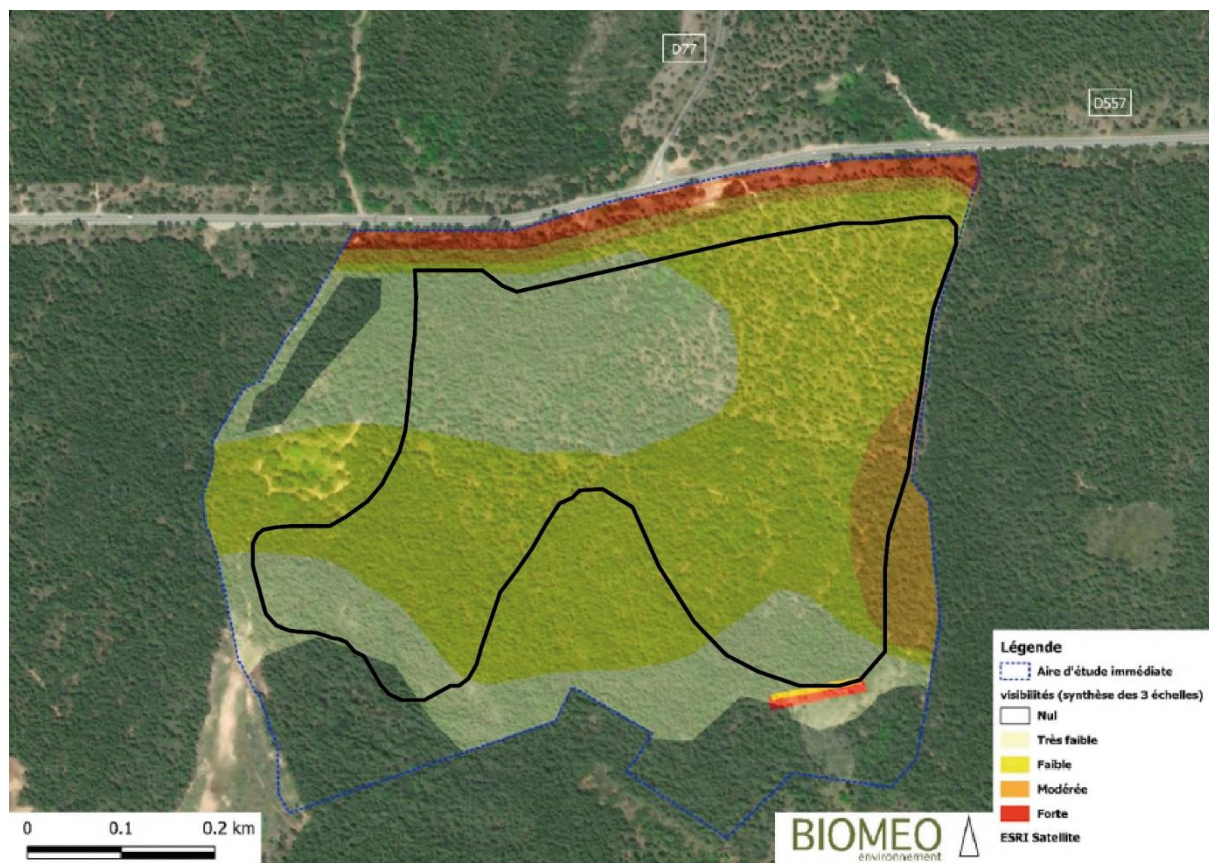 D77
D557
Légende
Aire d'étude immédiate
visibilités (synthèse des 3 échelles)
Nul
Très faible
Faible
Modérée
Forte
ESRI Satellite
0 0.1 0.2 km
BIOMEO
environnement